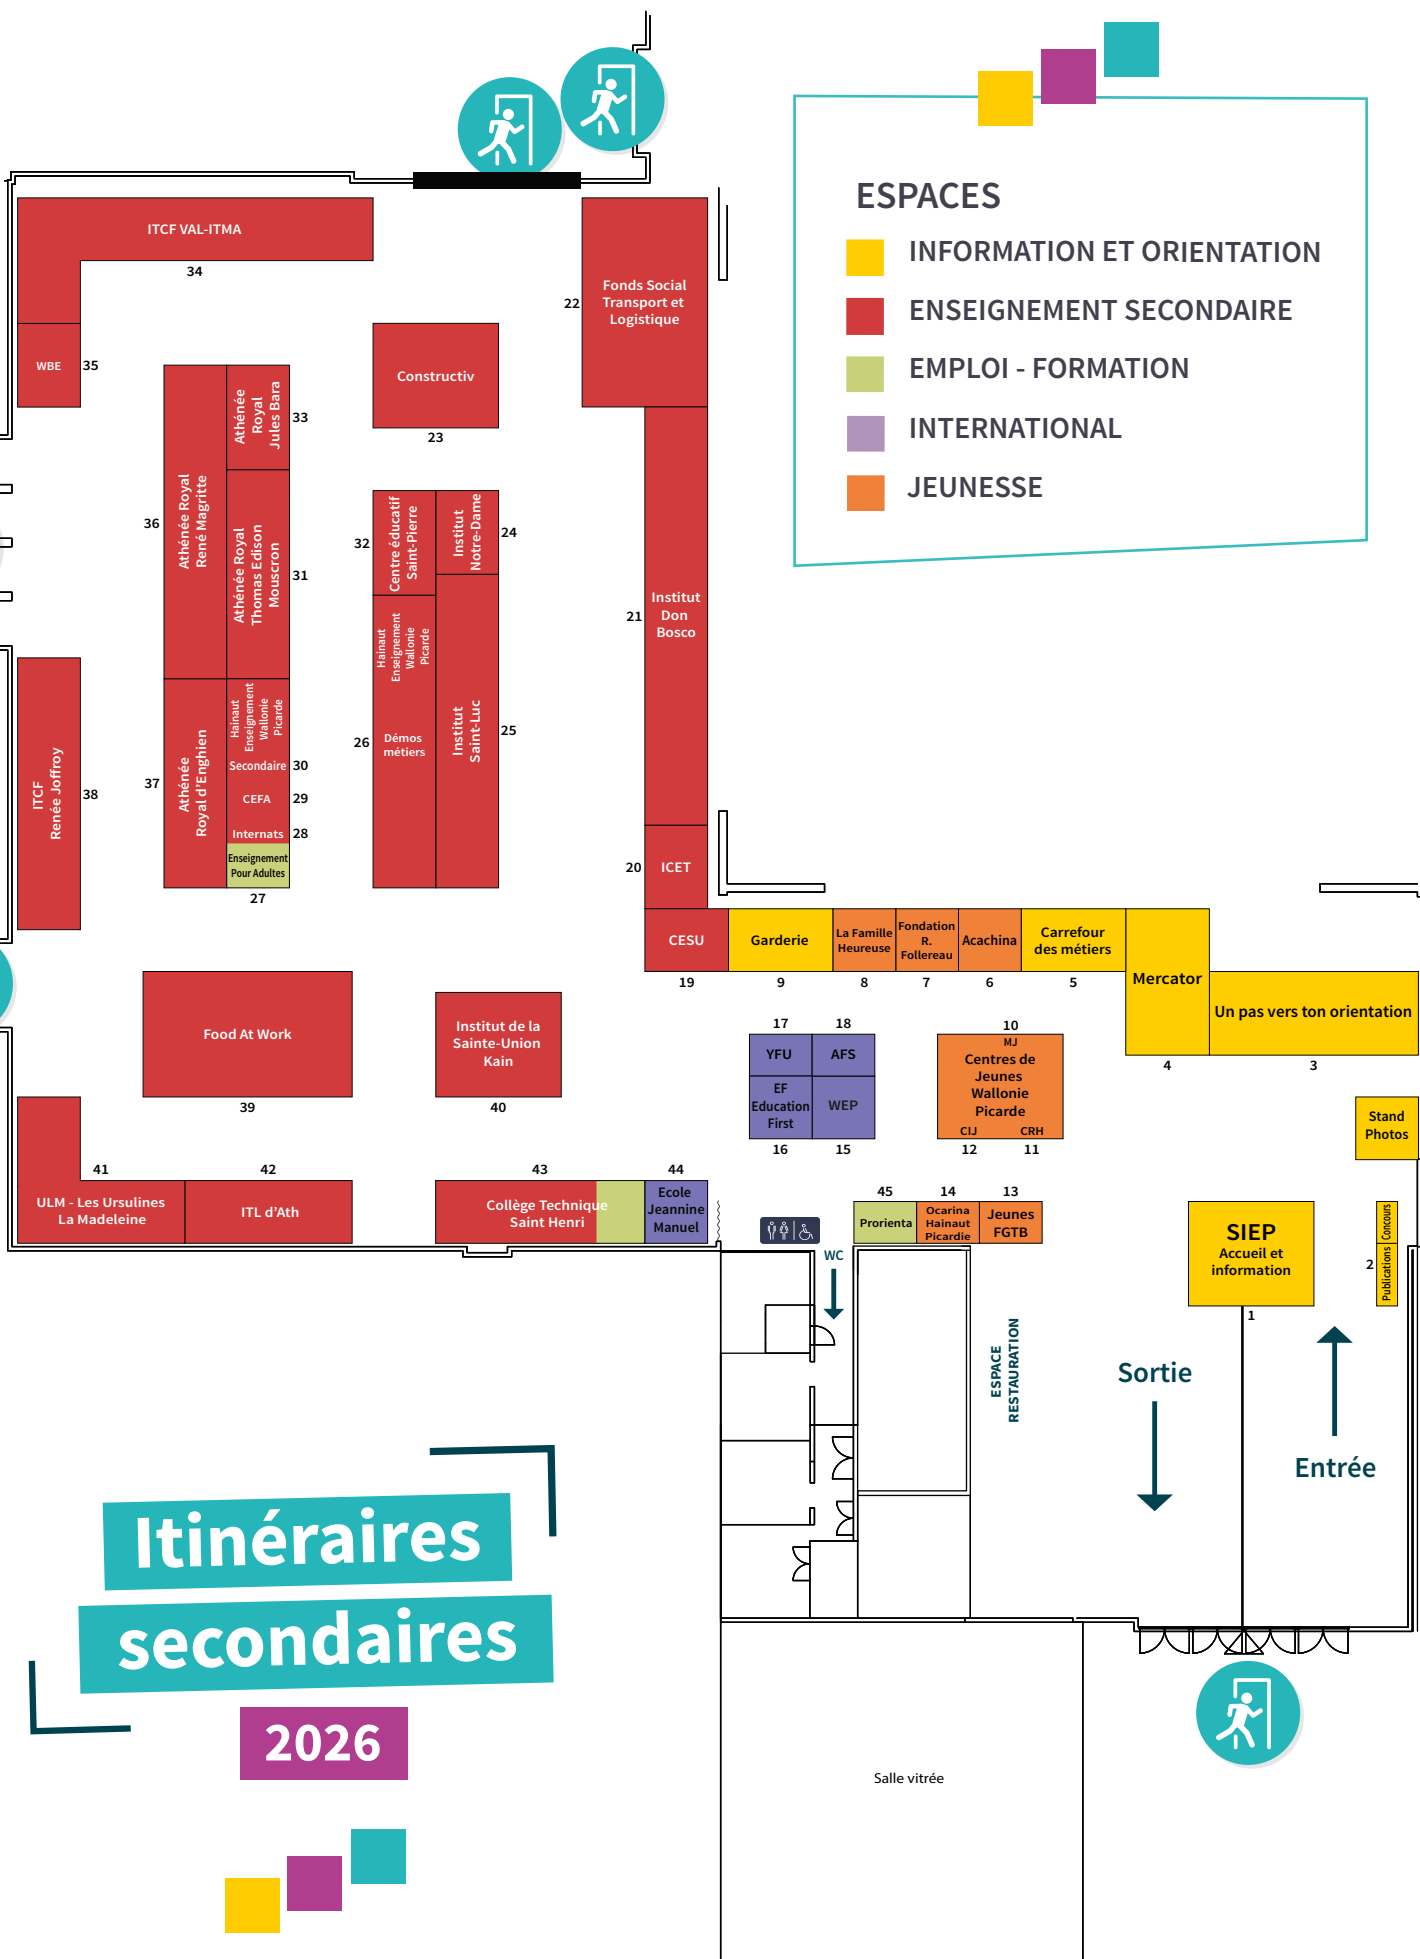 ESPACES
INFORMATION ET ORIENTATION
ENSEIGNEMENT SECONDAIRE
EMPLOI - FORMATION
INTERNATIONAL
JEUNESSE
ITCF VAL-ITMA
34
WBE
35
Fonds Social
Transport et
Logistique
22
Constructiv
23
Athénée
Royal
Jules Bara
33
Athénée Royal
René Magritte
36
Athénée Royal
Thomas Edison
Mouscron
31
Centre éducatif
Saint-Pierre
32
Institut
Notre-Dame
24
Institut
Don
Bosco
21
Hainaut
Enseignement
Wallonie
Picarde
Démos
métiers
26
Institut
Saint-Luc
25
ITCF
Renée Joffroy
38
Athénée
Royal d'Enghien
37
Hainaut
Enseignement
Wallonie
Picarde
Secondaire
30
CEFA
29
Internats
28
Enseignement
Pour Adultes
27
ICET
20
CESU
19
Garderie
9
La Famille
Heureuse
8
Fondation
R.
Follereau
7
Acachina
6
Carrefour
des métiers
5
Mercator
4
Un pas vers ton orientation
3
Food At Work
39
Institut de la
Sainte-Union
Kain
40
17
YFU
18
AFS
EF
Education
First
16
WEP
15
10
MJ
Centres de
Jeunes
Wallonie
Picarde
CIJ
CRH
12
11
Stand
Photos
41
ULM - Les Ursulines
La Madeleine
42
ITL d'Ath
43
Collège Technique
Saint Henri
44
Ecole
Jeannine
Manuel
45
Prorienta
14
Ocarina
Hainaut
Picardie
13
Jeunes
FGTB
SIEP
Accueil et
information
1
Concours
Publications
2
WC
ESPACE
RESTAURATION
Sortie
Entrée
Itinéraires
secondaires
2026
Salle vitrée